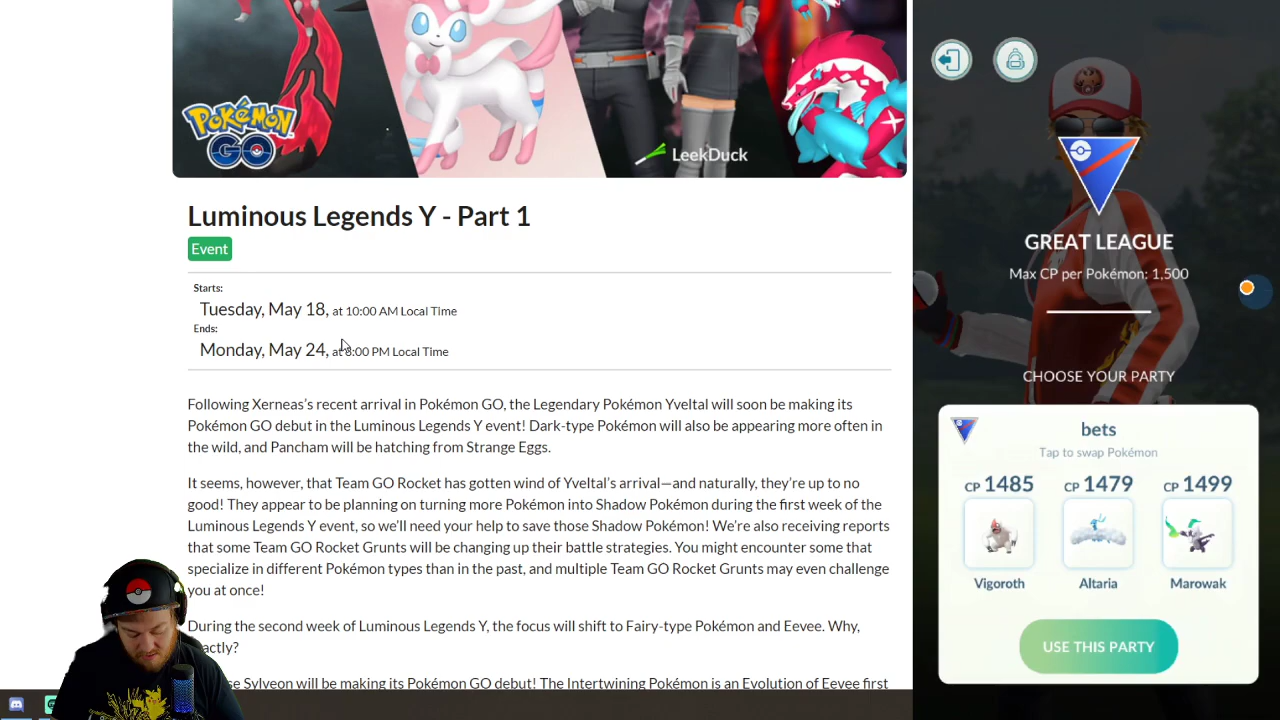 POKÉMON
GO
LeekDuck
Luminous Legends Y - Part 1
Event
Starts:
Tuesday, May 18, at 10:00 AM Local Time
Ends:
Monday, May 24, at 8:00 PM Local Time
Following Xerneas's recent arrival in Pokémon GO, the Legendary Pokémon Yveltal will soon be making its
Pokémon GO debut in the Luminous Legends Y event! Dark-type Pokémon will also be appearing more often in
the wild, and Pancham will be hatching from Strange Eggs.
It seems, however, that Team GO Rocket has gotten wind of Yveltal's arrival—and naturally, they're up to no
good! They appear to be planning on turning more Pokémon into Shadow Pokémon during the first week of the
Luminous Legends Y event, so we'll need your help to save those Shadow Pokémon! We're also receiving reports
that some Team GO Rocket Grunts will be changing up their battle strategies. You might encounter some that
specialize in different Pokémon types than in the past, and multiple Team GO Rocket Grunts may even challenge
you at once!
During the second week of Luminous Legends Y, the focus will shift to Fairy-type Pokémon and Eevee. Why,
actly?
se Sylveon will be making its Pokémon GO debut! The Intertwining Pokémon is an Evolution of Eevee first
GREAT LEAGUE
Max CP per Pokémon: 1,500
CHOOSE YOUR PARTY
bets
Tap to swap Pokémon
CP 1485 CP 1479 CP 1499
Vigoroth Altaria Marowak
USE THIS PARTY